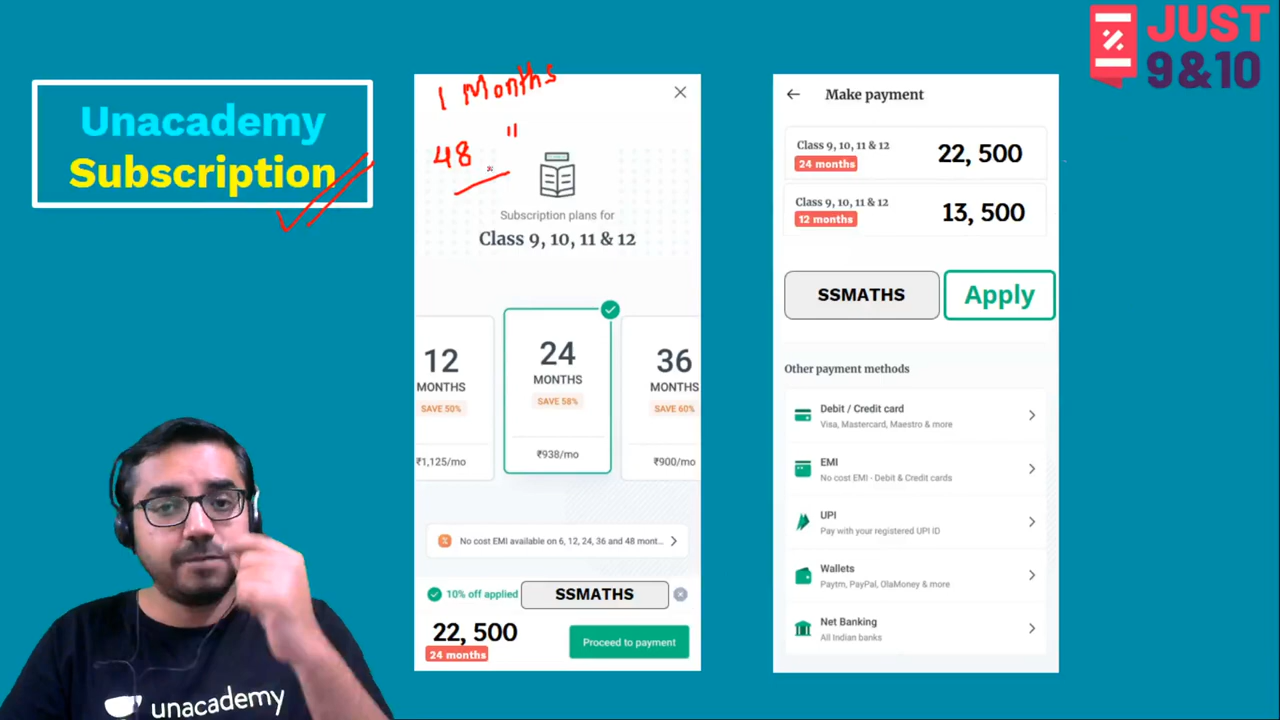 JUST
9 & 10
Unacademy
Subscription
1 Months
48 "
Subscription plans for
Class 9, 10, 11 & 12
12
MONTHS
SAVE 50%
₹1,125/mo
24
MONTHS
SAVE 58%
₹938/mo
36
MONTHS
SAVE 60%
₹900/mo
No cost EMI available on 6, 12, 24, 36 and 48 mont...
10% off applied
SSMATHS
22, 500
24 months
Proceed to payment
Make payment
Class 9, 10, 11 & 12
24 months
22, 500
Class 9, 10, 11 & 12
12 months
13, 500
SSMATHS
Apply
Other payment methods
Debit / Credit card
Visa, Mastercard, Maestro & more
EMI
No cost EMI - Debit & Credit cards
UPI
Pay with your registered UPI ID
Wallets
Paytm, PayPal, OlaMoney & more
Net Banking
All Indian banks
unacademy